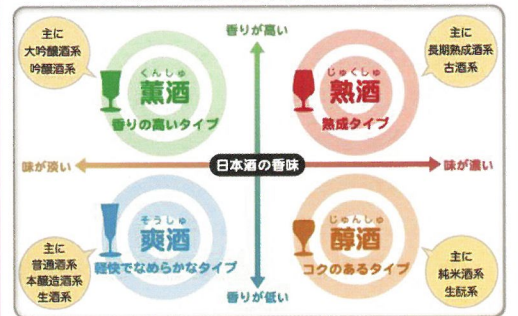 主に
大吟醸酒系
吟醸酒系
香りが高い
主に
長期熟成酒系
古酒系
くんしゅ
薫酒
香りの高いタイプ
じゅくしゅ
熟酒
熟成タイプ
味が淡い
日本酒の香味
味が濃い
そうしゅ
爽酒
軽快でなめらかなタイプ
じゅんしゅ
醇酒
コクのあるタイプ
主に
普通酒系
本醸造酒系
生酒系
香りが低い
主に
純米酒系
生酛系